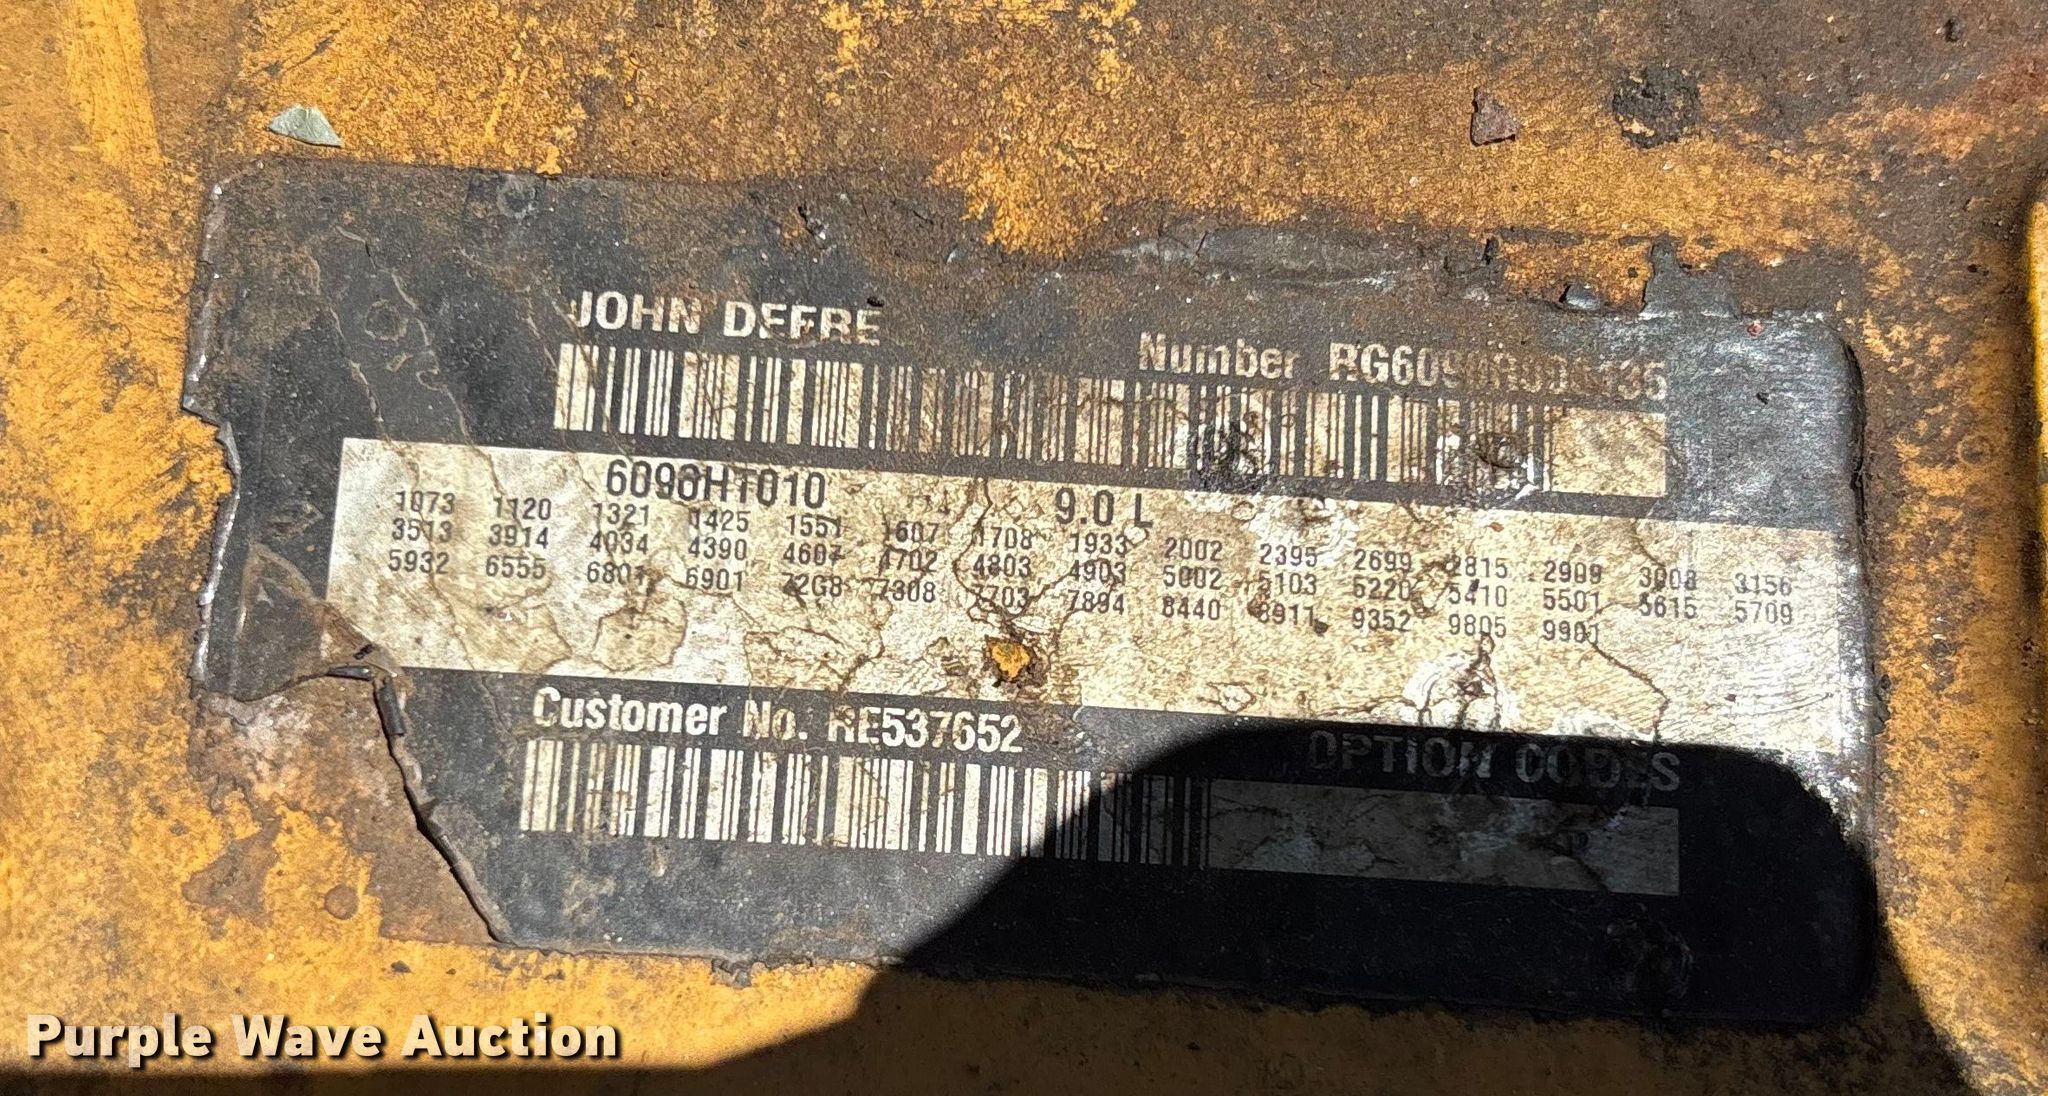 JOHN DEERE
Number
6090HT010 9.0 L
1073 1120 1321 1425 1551 1607 1708 1933 2002 2395 2699 2815 2909 3008 3156
3513 3914 4034 4390 4607 4702 4803 4903 5002 5103 5220 5410 5501 5615 5709
5932 6555 6801 6901 72G8 7308 7703 7894 8440 8911 9352 9805 9901
Customer No. RE537652
OPTION CODES
Purple Wave Auction